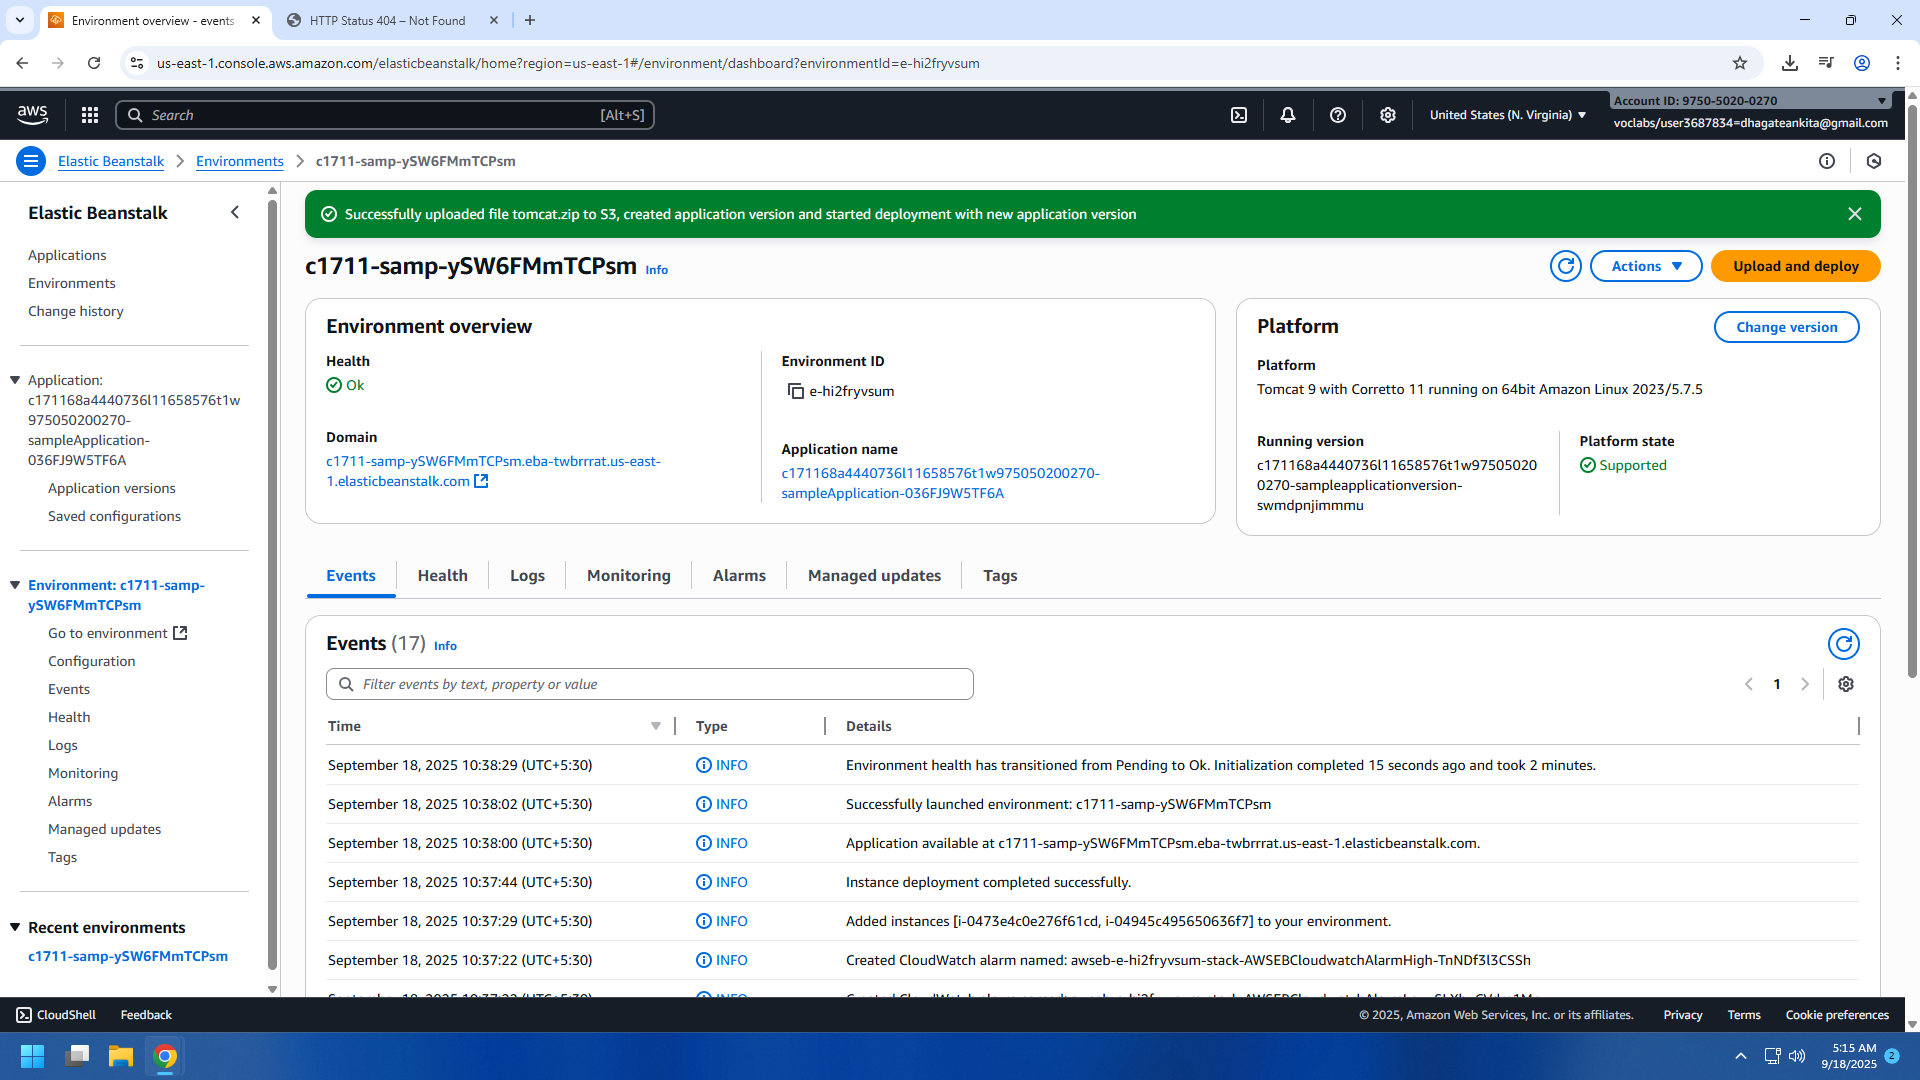 Environment overview - events
HTTP Status 404 – Not Found
us-east-1.console.aws.amazon.com/elasticbeanstalk/home?region=us-east-1#/environment/dashboard?environmentId=e-hi2fryvsum
aws
Search
[Alt+S]
United States (N. Virginia)
Account ID: 9750-5020-0270
voclabs/user3687834=dhagateankita@gmail.com
Elastic Beanstalk
Environments
c1711-samp-ySW6FMmTCPsm
Elastic Beanstalk
Applications
Environments
Change history
Application:
c171168a4440736l11658576t1w
975050200270-
sampleApplication-
036FJ9W5TF6A
Application versions
Saved configurations
Environment: c1711-samp-
ySW6FMmTCPsm
Go to environment
Configuration
Events
Health
Logs
Monitoring
Alarms
Managed updates
Tags
Recent environments
c1711-samp-ySW6FMmTCPsm
Successfully uploaded file tomcat.zip to S3, created application version and started deployment with new application version
c1711-samp-ySW6FMmTCPsm
Info
Actions
Upload and deploy
Environment overview
Health
Ok
Domain
c1711-samp-ySW6FMmTCPsm.eba-twbrrrat.us-east-
1.elasticbeanstalk.com
Environment ID
e-hi2fryvsum
Application name
c171168a4440736l11658576t1w975050200270-
sampleApplication-036FJ9W5TF6A
Platform
Change version
Platform
Tomcat 9 with Corretto 11 running on 64bit Amazon Linux 2023/5.7.5
Running version
c171168a4440736l11658576t1w97505020
0270-sampleapplicationversion-
swmdpnjimmmu
Platform state
Supported
Events
Health
Logs
Monitoring
Alarms
Managed updates
Tags
Events (17) Info
Filter events by text, property or value
1
Time
Type
Details
September 18, 2025 10:38:29 (UTC+5:30) INFO Environment health has transitioned from Pending to Ok. Initialization completed 15 seconds ago and took 2 minutes.
September 18, 2025 10:38:02 (UTC+5:30) INFO Successfully launched environment: c1711-samp-ySW6FMmTCPsm
September 18, 2025 10:38:00 (UTC+5:30) INFO Application available at c1711-samp-ySW6FMmTCPsm.eba-twbrrrat.us-east-1.elasticbeanstalk.com.
September 18, 2025 10:37:44 (UTC+5:30) INFO Instance deployment completed successfully.
September 18, 2025 10:37:29 (UTC+5:30) INFO Added instances [i-0473e4c0e276f61cd, i-04945c495650636f7] to your environment.
September 18, 2025 10:37:22 (UTC+5:30) INFO Created CloudWatch alarm named: awseb-e-hi2fryvsum-stack-AWSEBCloudwatchAlarmHigh-TnNDf3l3CSSh
CloudShell
Feedback
© 2025, Amazon Web Services, Inc. or its affiliates.
Privacy
Terms
Cookie preferences
5:15 AM
9/18/2025
2